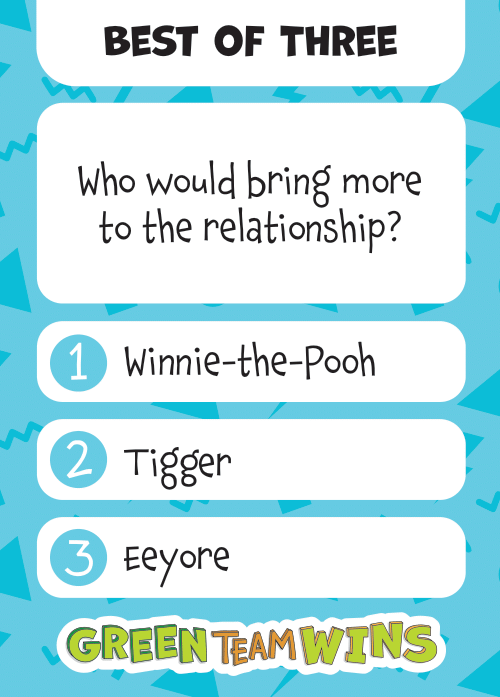 BEST OF THREE
Who would bring more
to the relationship?
1 Winnie-the-Pooh
2 Tigger
3 Eeyore
GREEN TEAM WINS